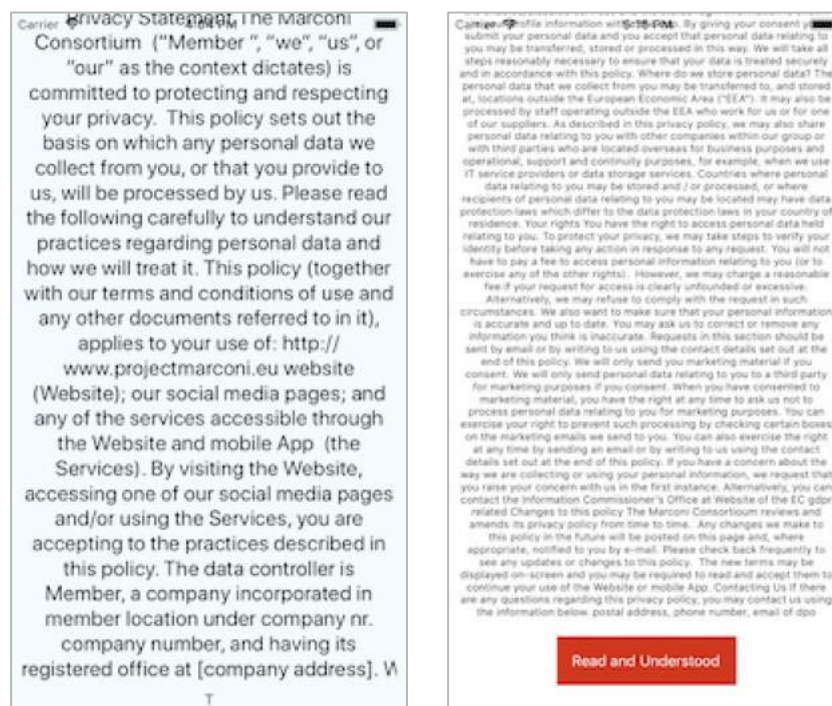 Carrier
Privacy Statement The Marconi
Consortium ("Member ", "we", "us", or
"our" as the context dictates) is
committed to protecting and respecting
your privacy. This policy sets out the
basis on which any personal data we
collect from you, or that you provide to
us, will be processed by us. Please read
the following carefully to understand our
practices regarding personal data and
how we will treat it. This policy (together
with our terms and conditions of use and
any other documents referred to in it),
applies to your use of: http://
www.projectmarconi.eu website
(Website); our social media pages; and
any of the services accessible through
the Website and mobile App (the
Services). By visiting the Website,
accessing one of our social media pages
and/or using the Services, you are
accepting to the practices described in
this policy. The data controller is
Member, a company incorporated in
member location under company nr.
company number, and having its
registered office at [company address]. W
T
Carrier
profile information with By giving your consent
submit your personal data and you accept that personal data relating to
you may be transferred, stored or processed in this way. We will take all
steps reasonably necessary to ensure that your data is treated securely
and in accordance with this policy. Where do we store personal data? The
personal data that we collect from you may be transferred to, and stored
at, locations outside the European Economic Area ("EEA"). It may also be
processed by staff operating outside the EEA who work for us or for one
of our suppliers. As described in this privacy policy, we may also share
personal data relating to you with other companies within our group or
with third parties who are located overseas for business purposes and
operational, support and continuity purposes, for example, when we use
IT service providers or data storage services. Countries where personal
data relating to you may be stored and / or processed, or where
recipients of personal data relating to you may be located may have data
protection laws which differ to the data protection laws in your country of
residence. Your rights You have the right to access personal data held
relating to you. To protect your privacy, we may take steps to verify your
identity before taking any action in response to any request. You will not
have to pay a fee to access personal information relating to you (or to
exercise any of the other rights). However, we may charge a reasonable
fee if your request for access is clearly unfounded or excessive.
Alternatively, we may refuse to comply with the request in such
circumstances. We also want to make sure that your personal information
is accurate and up to date. You may ask us to correct or remove any
information you think is inaccurate. Requests in this section should be
sent by email or by writing to us using the contact details set out at the
end of this policy. We will only send you marketing material if you
consent. We will only send personal data relating to you to a third party
for marketing purposes if you consent. When you have consented to
marketing material, you have the right at any time to ask us not to
process personal data relating to you for marketing purposes. You can
exercise your right to prevent such processing by checking certain boxes
on the marketing emails we send to you. You can also exercise the right
at any time by sending an email or by writing to us using the contact
details set out at the end of this policy. If you have a concern about the
way we are collecting or using your personal information, we request that
you raise your concern with us in the first instance. Alternatively, you can
contact the Information Commissioner's Office at Website of the EC gdpr
related Changes to this policy The Marconi Consortioum reviews and
amends its privacy policy from time to time. Any changes we make to
this policy in the future will be posted on this page and, where
appropriate, notified to you by e-mail. Please check back frequently to
see any updates or changes to this policy. The new terms may be
displayed on-screen and you may be required to read and accept them to
continue your use of the Website or mobile App. Contacting Us If there
are any questions regarding this privacy policy, you may contact us using
the information below. postal address, phone number, email of dpo
Read and Understood